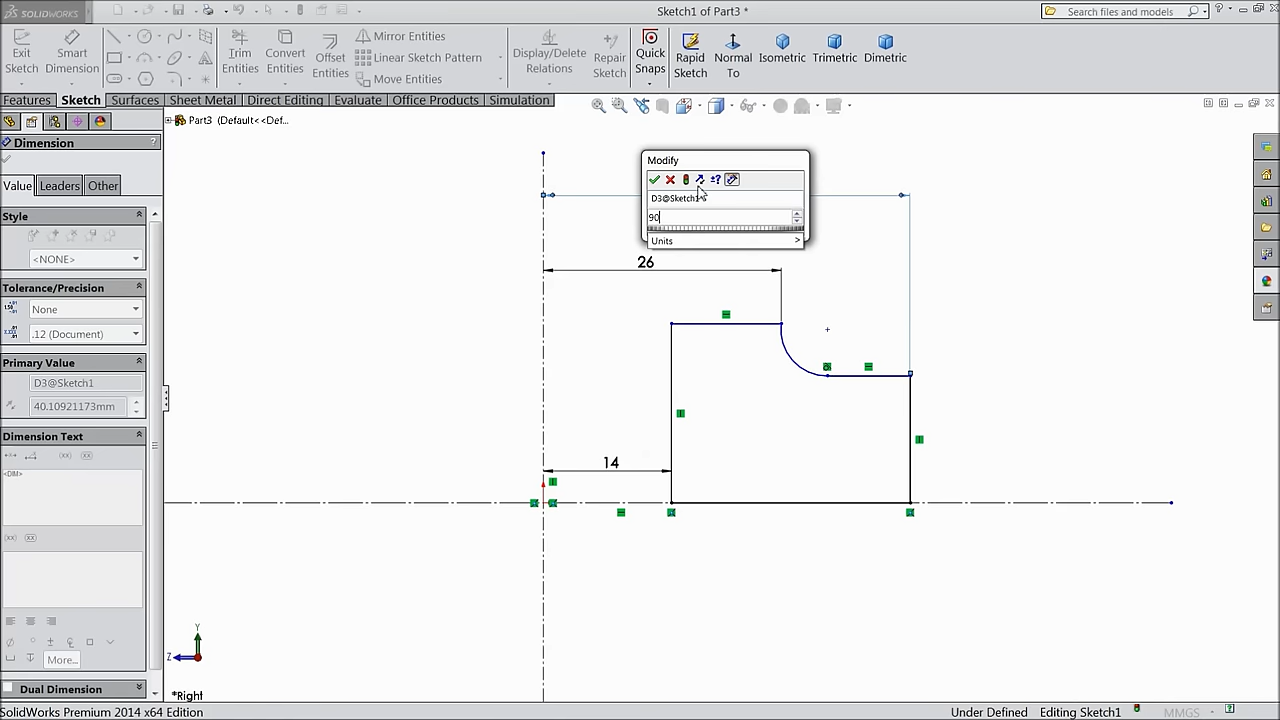 SOLIDWORKS
Sketch1 of Part3 *
Search files and models
Exit Sketch
Smart Dimension
Trim Entities
Convert Entities
Offset Entities
Mirror Entities
Linear Sketch Pattern
Move Entities
Display/Delete Relations
Repair Sketch
Quick Snaps
Rapid Sketch
Normal To
Isometric
Trimetric
Dimetric
Features
Sketch
Surfaces
Sheet Metal
Direct Editing
Evaluate
Office Products
Simulation
Part3 (Default<<Def...
Dimension
?
Value
Leaders
Other
Style
<NONE>
Tolerance/Precision
None
.12 (Document)
Primary Value
D3@Sketch1
40.10921173mm
Dimension Text
<DIM>
More...
Dual Dimension
Modify
D3@Sketch1
90
Units >
26
14
Y
Z
*Right
SolidWorks Premium 2014 x64 Edition
Under Defined
Editing Sketch1
MMGS